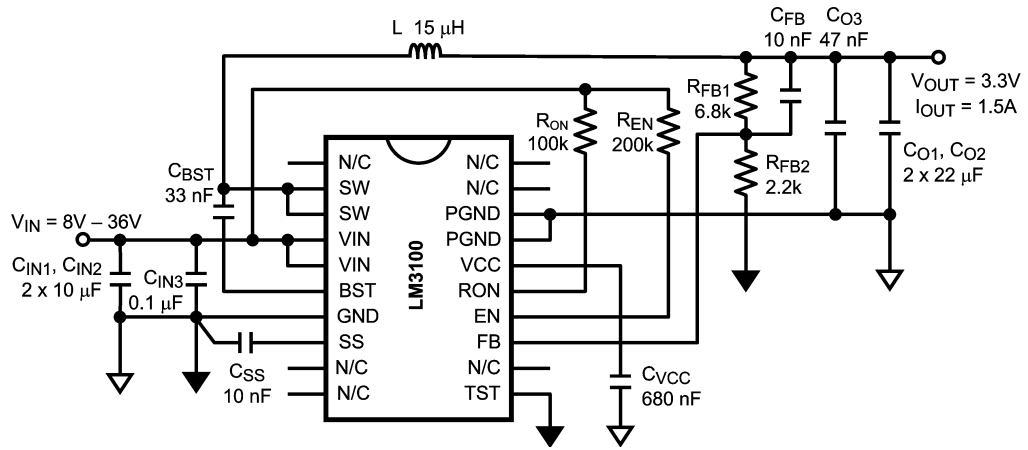 L 15 μH
CFB
10 nF
CO3
47 nF
VOUT = 3.3V
IOUT = 1.5A
RFB1
6.8k
RON
100k
REN
200k
CO1, CO2
2 x 22 μF
RFB2
2.2k
CBST
33 nF
VIN = 8V – 36V
CIN1, CIN2
2 x 10 μF
CIN3
0.1 μF
CSS
10 nF
N/C
SW
SW
VIN
VIN
BST
GND
SS
N/C
N/C
LM3100
N/C
N/C
PGND
PGND
VCC
RON
EN
FB
N/C
TST
CVCC
680 nF